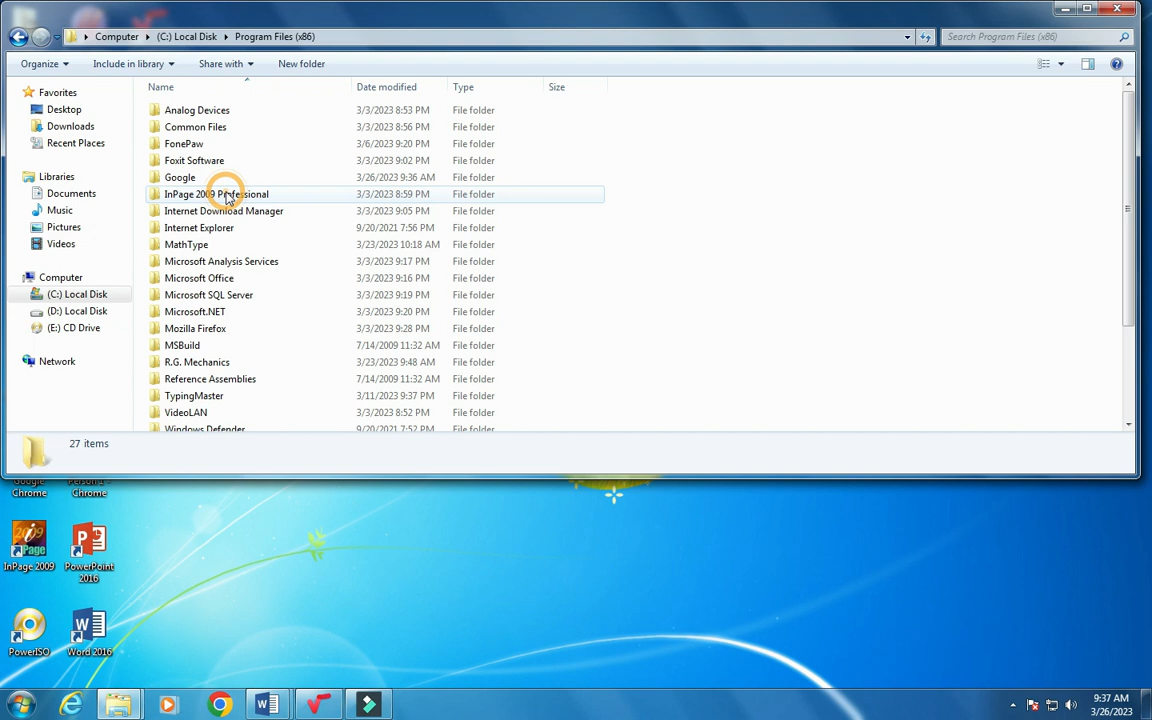 Computer (C:) Local Disk Program Files (x86)
Search Program Files (x86)
Organize Include in library Share with New folder
Name Date modified Type Size
Favorites
Desktop
Downloads
Recent Places
Libraries
Documents
Music
Pictures
Videos
Computer
(C:) Local Disk
(D:) Local Disk
(E:) CD Drive
Network
Analog Devices 3/3/2023 8:53 PM File folder
Common Files 3/3/2023 8:56 PM File folder
FonePaw 3/6/2023 9:20 PM File folder
Foxit Software 3/3/2023 9:02 PM File folder
Google 3/26/2023 9:36 AM File folder
InPage 2009 Professional 3/3/2023 8:59 PM File folder
Internet Download Manager 3/3/2023 9:05 PM File folder
Internet Explorer 9/20/2021 7:56 PM File folder
MathType 3/23/2023 10:18 AM File folder
Microsoft Analysis Services 3/3/2023 9:17 PM File folder
Microsoft Office 3/3/2023 9:16 PM File folder
Microsoft SQL Server 3/3/2023 9:19 PM File folder
Microsoft.NET 3/3/2023 9:20 PM File folder
Mozilla Firefox 3/3/2023 9:28 PM File folder
MSBuild 7/14/2009 11:32 AM File folder
R.G. Mechanics 3/23/2023 9:48 AM File folder
Reference Assemblies 7/14/2009 11:32 AM File folder
TypingMaster 3/11/2023 9:37 PM File folder
VideoLAN 3/3/2023 8:52 PM File folder
Windows Defender 9/20/2021 7:52 PM File folder
27 items
Google
Chrome
Chrome
2009
InPage
InPage 2009
PowerPoint
2016
PowerISO
Word 2016
9:37 AM
3/26/2023